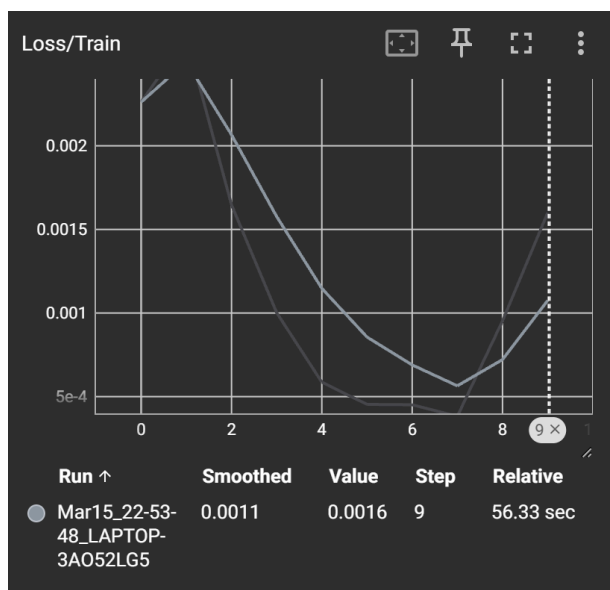 Loss/Train
0.002
0.0015
0.001
5e-4
0 2 4 6 8 9 × 1
Run ↑ Smoothed Value Step Relative
Mar15_22-53- 0.0011 0.0016 9 56.33 sec
48_LAPTOP-
3AO52LG5